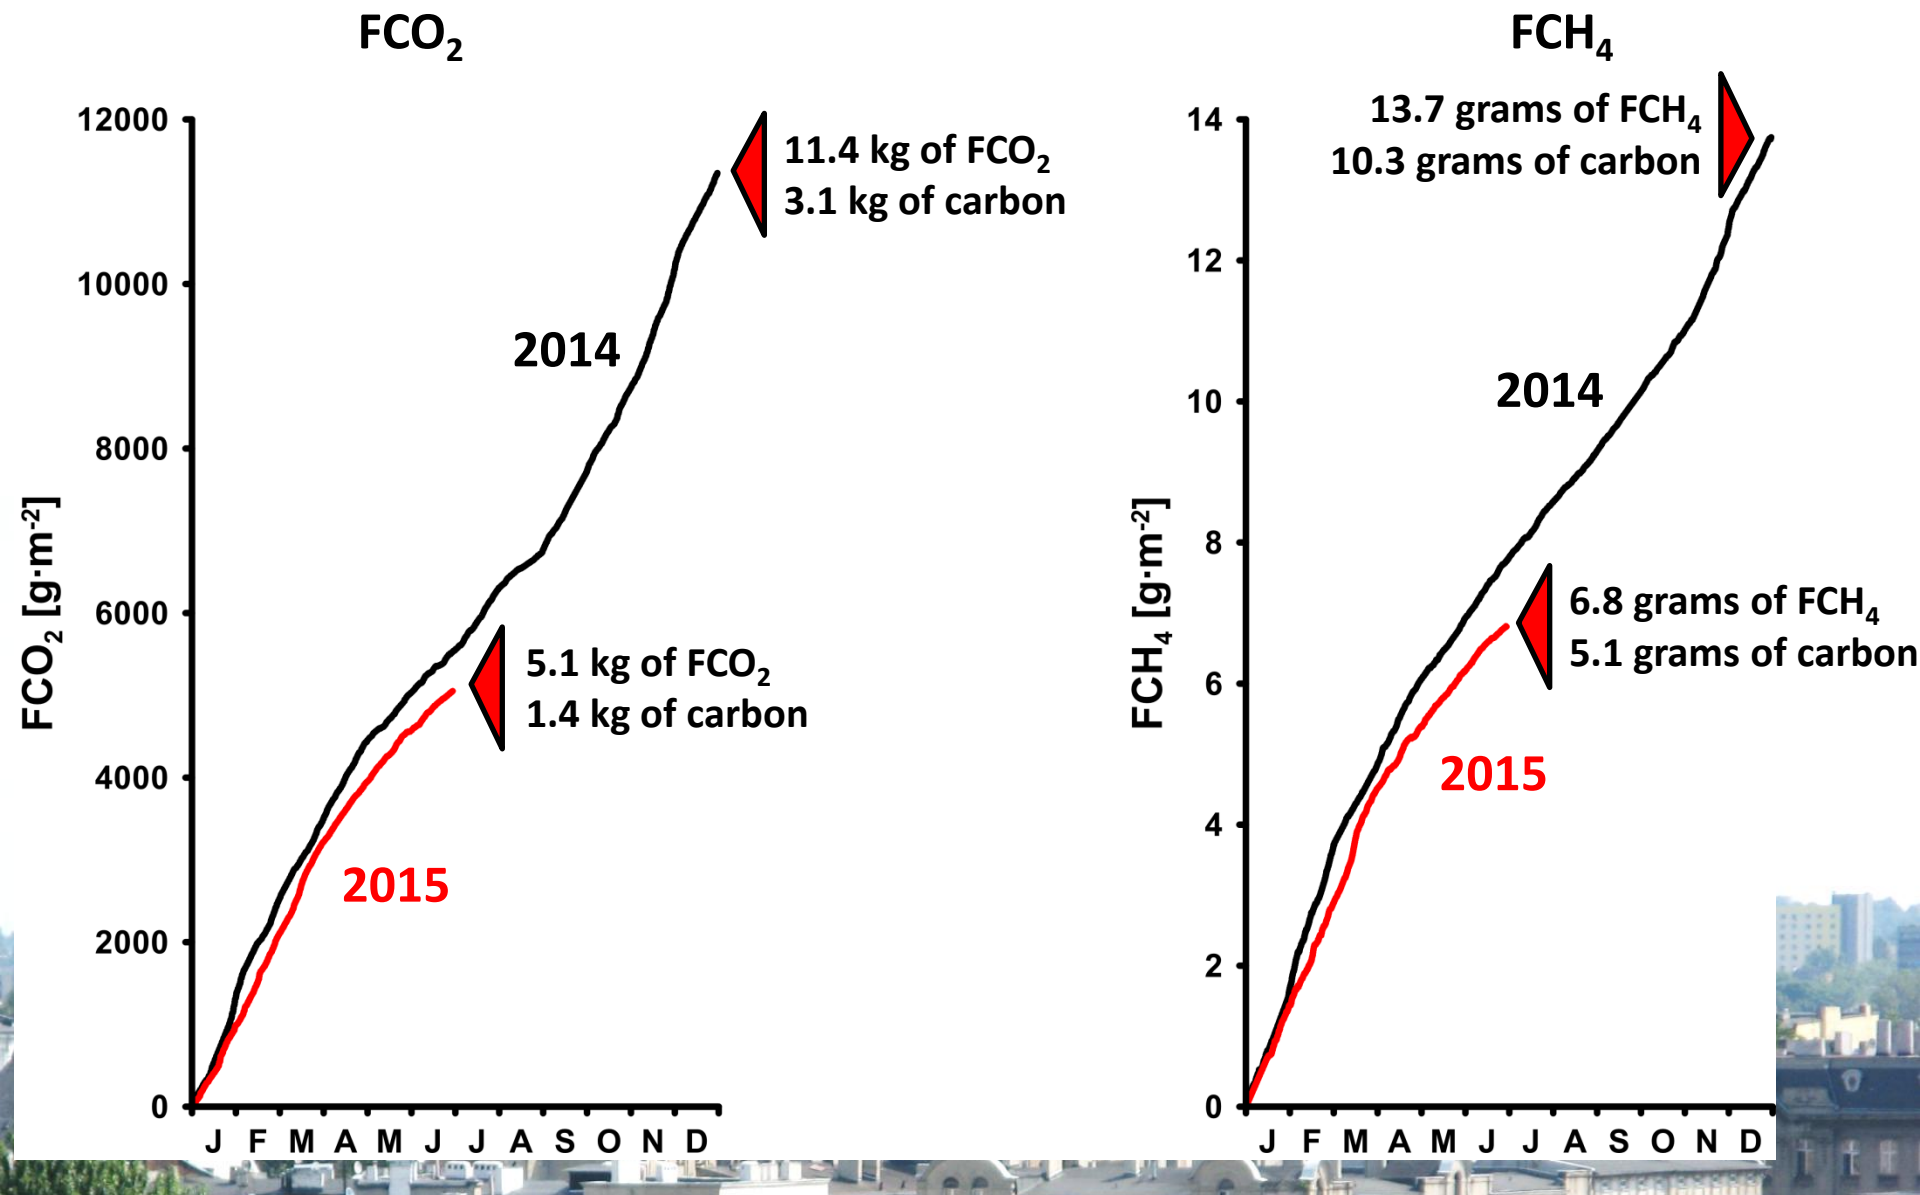 FCO₂
12000
10000
8000
6000
4000
2000
0
FCO₂ [g·m⁻²]
J F M A M J J A S O N D
2014
2015
11.4 kg of FCO₂
3.1 kg of carbon
5.1 kg of FCO₂
1.4 kg of carbon
FCH₄
14
12
10
8
6
4
2
0
FCH₄ [g·m⁻²]
J F M A M J J A S O N D
13.7 grams of FCH₄
10.3 grams of carbon
2014
6.8 grams of FCH₄
5.1 grams of carbon
2015